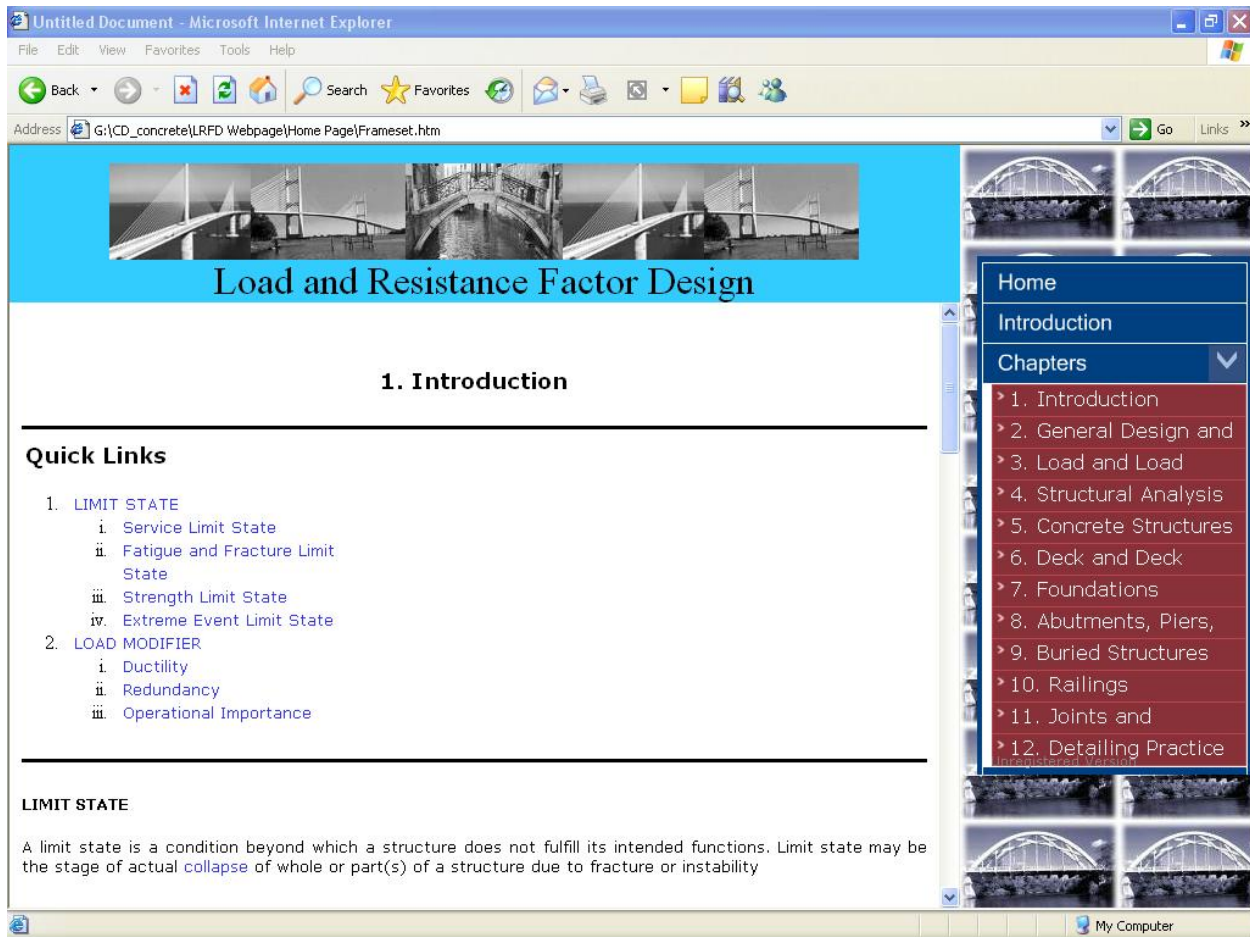 Untitled Document - Microsoft Internet Explorer
File Edit View Favorites Tools Help
Back Search Favorites
Address G:\CD_concrete\LRFD Webpage\Home Page\Frameset.htm Go Links »
Load and Resistance Factor Design
1. Introduction
Quick Links
1. LIMIT STATE
i. Service Limit State
ii. Fatigue and Fracture Limit
State
iii. Strength Limit State
iv. Extreme Event Limit State
2. LOAD MODIFIER
i. Ductility
ii. Redundancy
iii. Operational Importance
LIMIT STATE
A limit state is a condition beyond which a structure does not fulfill its intended functions. Limit state may be
the stage of actual collapse of whole or part(s) of a structure due to fracture or instability
Home
Introduction
Chapters
1. Introduction
2. General Design and
3. Load and Load
4. Structural Analysis
5. Concrete Structures
6. Deck and Deck
7. Foundations
8. Abutments, Piers,
9. Buried Structures
10. Railings
11. Joints and
12. Detailing Practice
Unregistered Version
My Computer